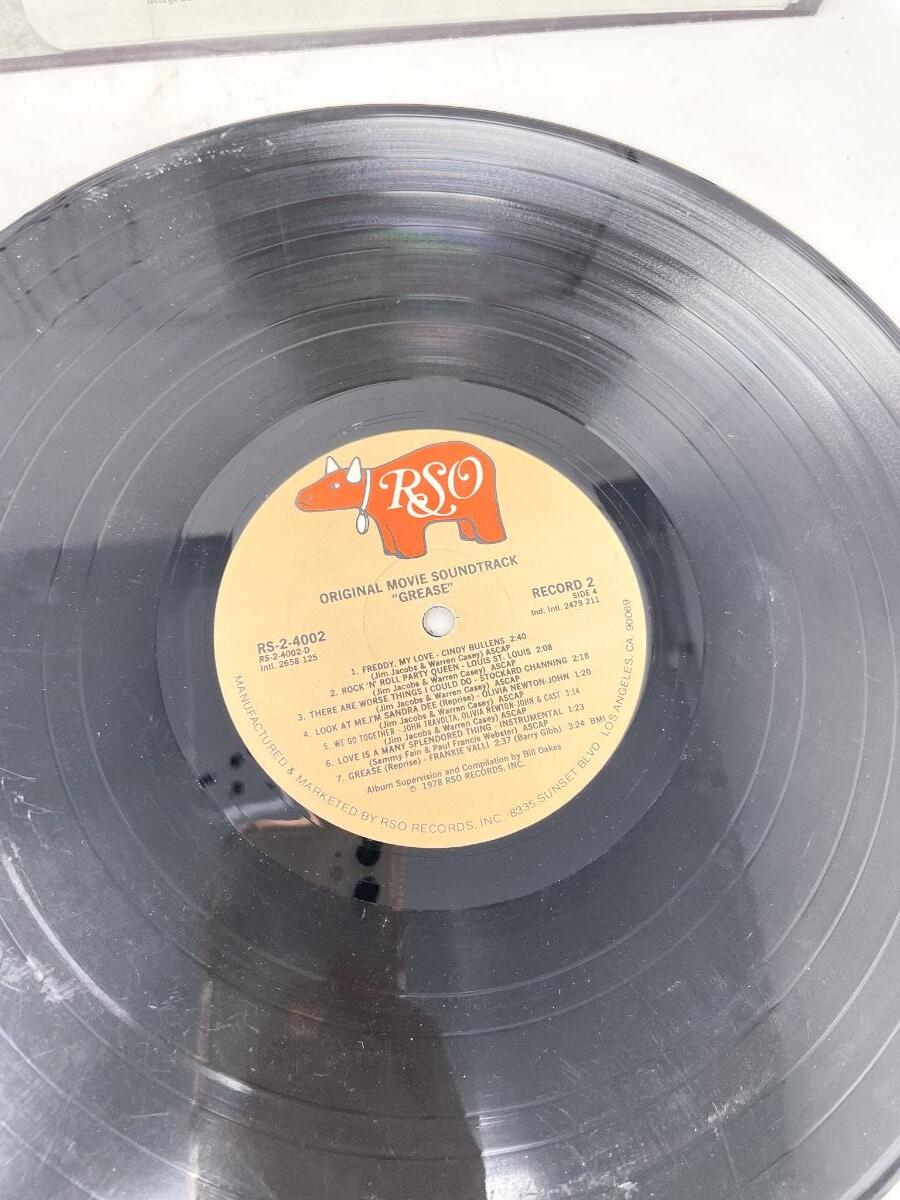 RSO
ORIGINAL MOVIE SOUNDTRACK
"GREASE"
RS-2-4002
RS-2-4002-D
Intl. 2658 125
RECORD 2
SIDE 4
Ind. Intl. 2479 211
1. FREDDY, MY LOVE - CINDY BULLENS 2:40
(Jim Jacobs & Warren Casey) ASCAP
2. ROCK 'N' ROLL PARTY QUEEN - LOUIS ST. LOUIS 2:08
(Jim Jacobs & Warren Casey) ASCAP
3. THERE ARE WORSE THINGS I COULD DO - STOCKARD CHANNING 2:18
(Jim Jacobs & Warren Casey) ASCAP
4. LOOK AT ME, I'M SANDRA DEE (Reprise) - OLIVIA NEWTON-JOHN 1:20
(Jim Jacobs & Warren Casey) ASCAP
5. WE GO TOGETHER - JOHN TRAVOLTA, OLIVIA NEWTON-JOHN & CAST 3:14
(Jim Jacobs & Warren Casey) ASCAP
6. LOVE IS A MANY SPLENDORED THING - INSTRUMENTAL 1:23
(Sammy Fain & Paul Francis Webster) ASCAP
7. GREASE (Reprise) - FRANKIE VALLI 2:37 (Barry Gibb) 3:24 BMI
Album Supervision and Compilation by Bill Oakes
℗ 1978 RSO RECORDS, INC.
MANUFACTURED & MARKETED BY RSO RECORDS, INC. - 8335 SUNSET BLVD. LOS ANGELES, CA. 90069